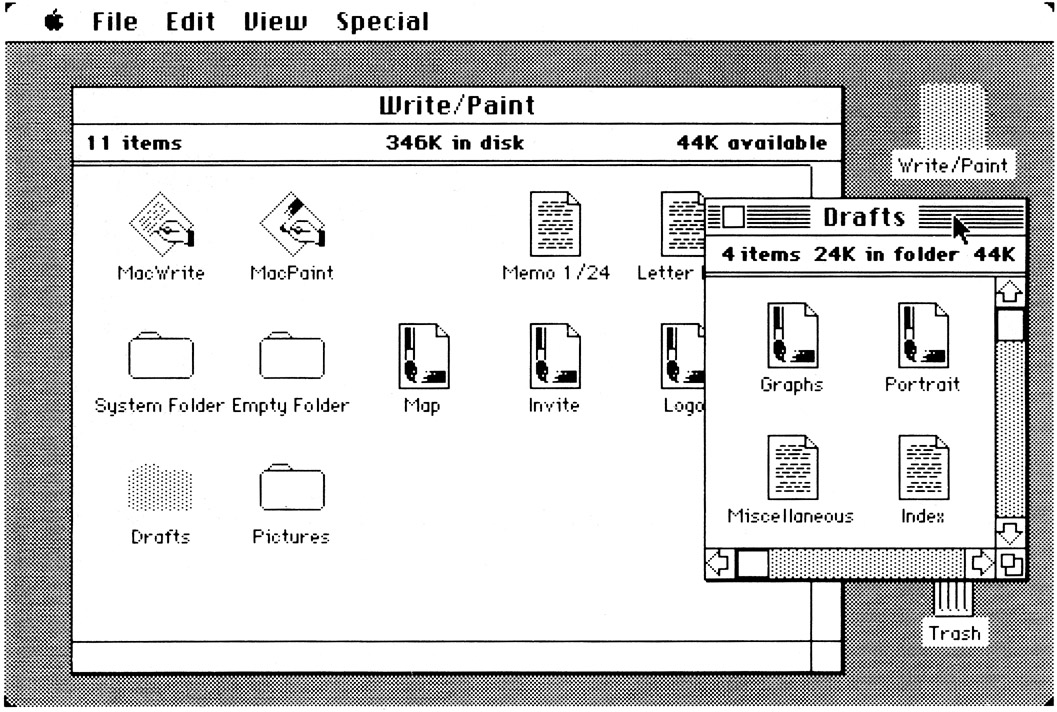 File Edit View Special
Write/Paint
11 items 346K in disk 44K available
MacWrite MacPaint Memo 1/24 Letter
System Folder Empty Folder Map Invite Logo
Drafts Pictures
Write/Paint
Drafts
4 items 24K in folder 44K
Graphs Portrait
Miscellaneous Index
Trash